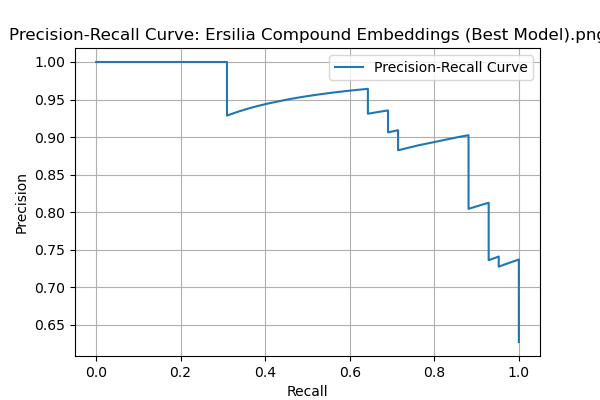 Precision-Recall Curve: Ersilia Compound Embeddings (Best Model).png
Precision-Recall Curve
1.00
0.95
0.90
0.85
0.80
0.75
0.70
0.65
Precision
0.0 0.2 0.4 0.6 0.8 1.0
Recall